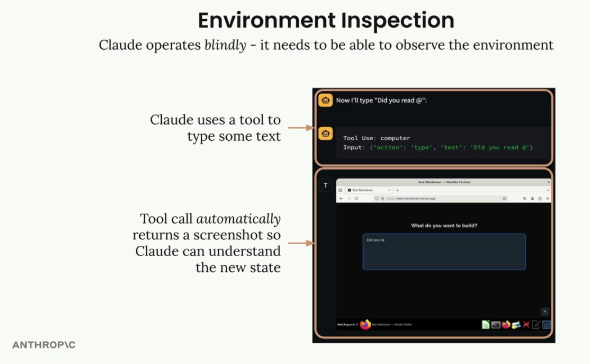 Environment Inspection
Claude operates blindly - it needs to be able to observe the environment
Claude uses a tool to
type some text
Now I'll type "Did you read @":
Tool Use: computer
Input: {'action': 'type', 'text': 'Did you read @'}
Tool call automatically
returns a screenshot so
Claude can understand
the new state
T
What do you want to build?
Did you re
Workspace 1
ANTHROP\C